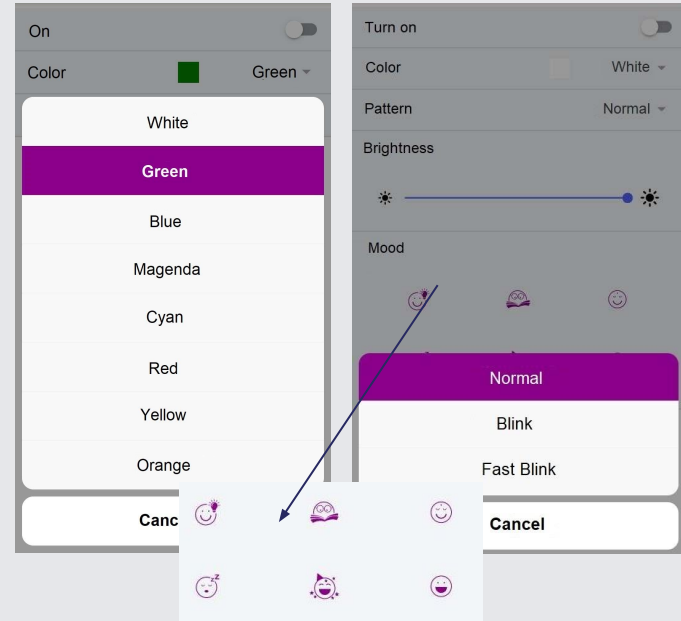 On
Color Green
White
Green
Blue
Magenda
Cyan
Red
Yellow
Orange
Canc
Turn on
Color White
Pattern Normal
Brightness
Mood
Normal
Blink
Fast Blink
Cancel